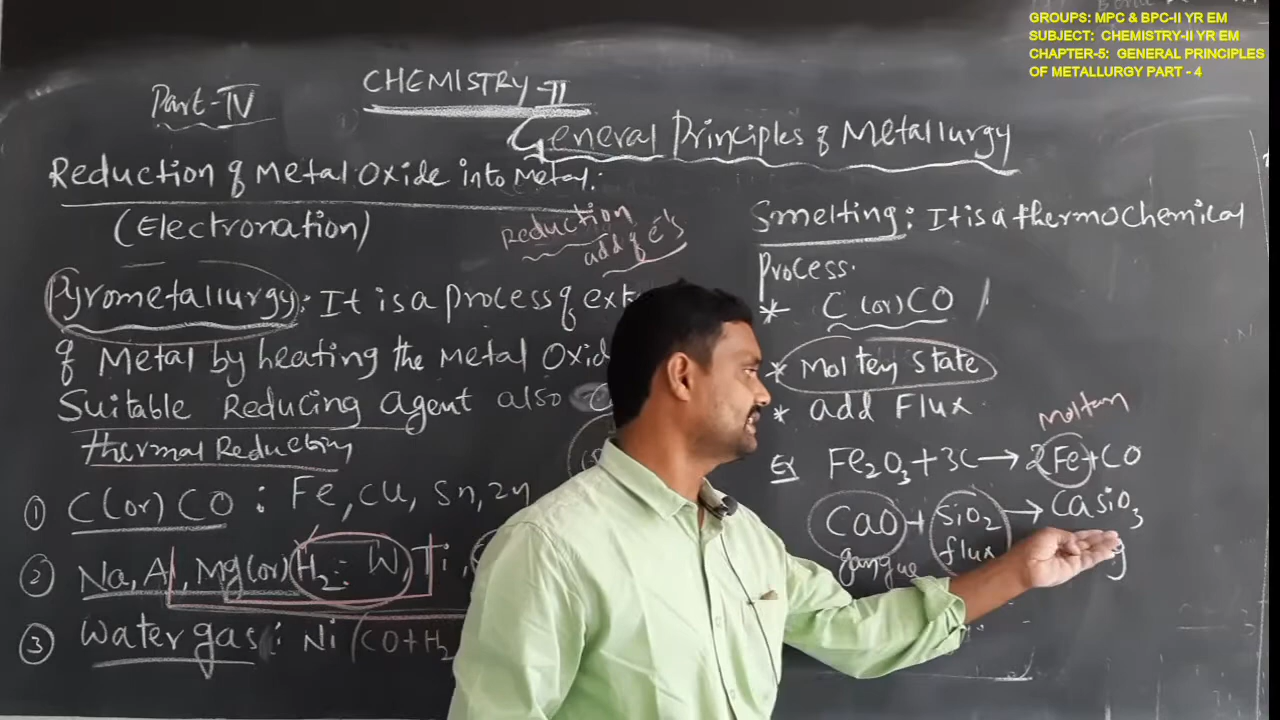 GROUPS: MPC & BPC-II YR EM
SUBJECT: CHEMISTRY-II YR EM
CHAPTER-5: GENERAL PRINCIPLES
OF METALLURGY PART - 4
Part-IV
CHEMISTRY-II
General Principles of Metallurgy
Reduction of Metal Oxide into Metal:
(Electronation)
Reduction
add of e's
Pyrometallurgy: It is a Process of ext
of Metal by heating the Metal Oxid
Suitable Reducing agent also
thermal Reduction
① C(or)CO : Fe, Cu, Sn, Zn
② Na, Al, Mg(or) H2: W, Ti,
③ Water gas: Ni (CO+H2
Smelting: It is a thermochemical
Process.
* C (or) CO
* Molten State
* add Flux.
Moltan
Ex Fe2O3+3C→2Fe+CO
CaO + SiO2 → CaSiO3
gangue flux g